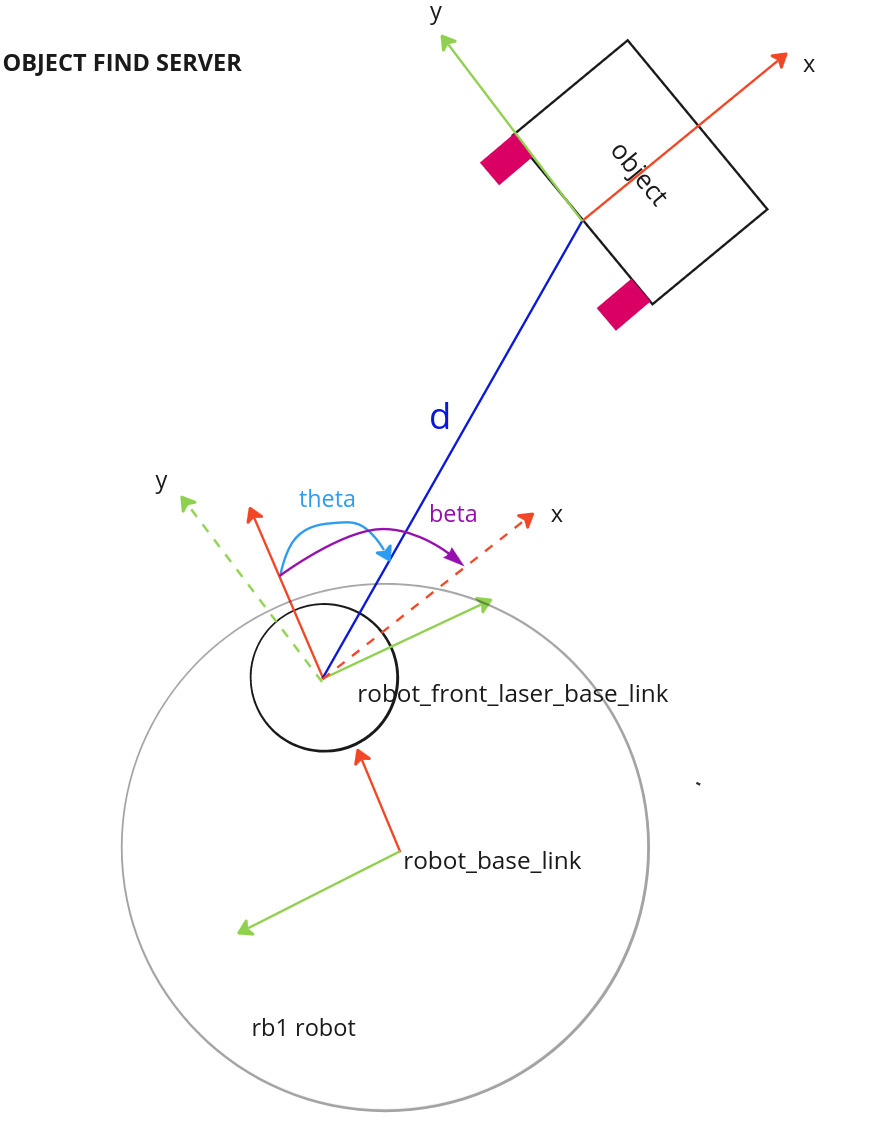 y
OBJECT FIND SERVER
x
object
d
y
theta
beta
x
robot_front_laser_base_link
robot_base_link
rb1 robot